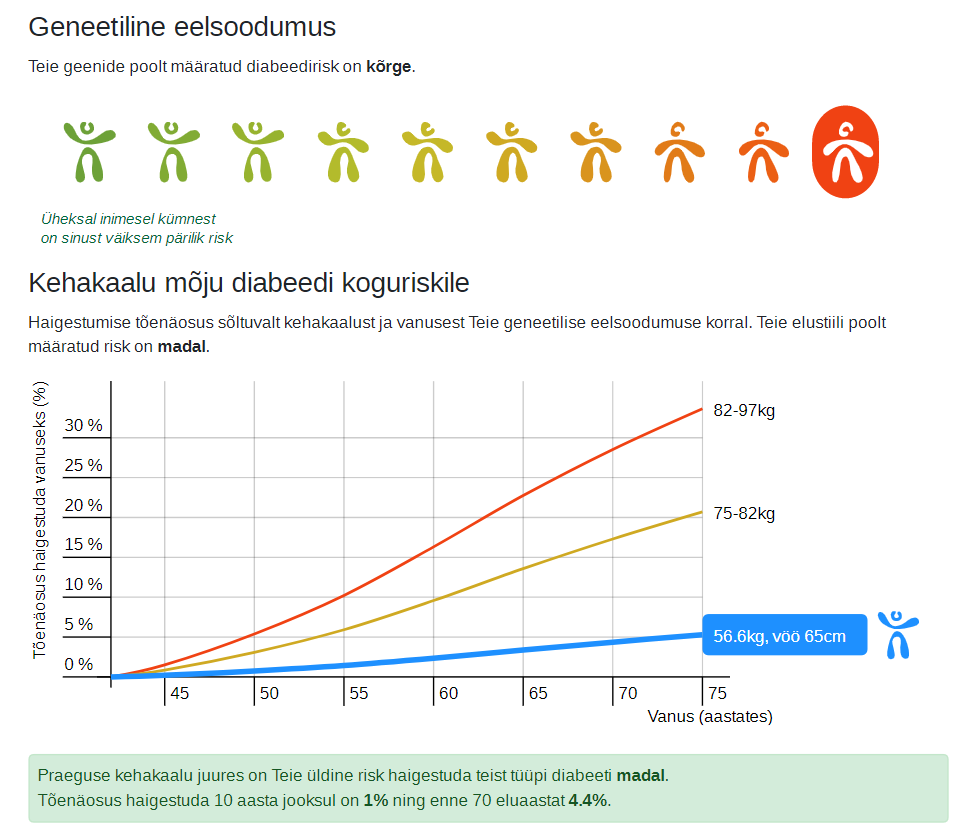 Geneetiline eelsoodumus
Teie geenide poolt määratud diabeedirisk on kõrge.
Üheksal inimesel kümnest
on sinust väiksem pärilik risk
Kehakaalu mõju diabeedi koguriskile
Haigestumise tõenäosus sõltuvalt kehakaalust ja vanusest Teie geneetilise eelsoodumuse korral. Teie elustiili poolt
määratud risk on madal.
Tõenäosus haigestuda vanuseks (%)
30 %
25 %
20 %
15 %
10 %
5 %
0 %
82-97kg
75-82kg
56.6kg, vöö 65cm
45 50 55 60 65 70 75
Vanus (aastates)
Praeguse kehakaalu juures on Teie üldine risk haigestuda teist tüüpi diabeeti madal.
Tõenäosus haigestuda 10 aasta jooksul on 1% ning enne 70 eluaastat 4.4%.